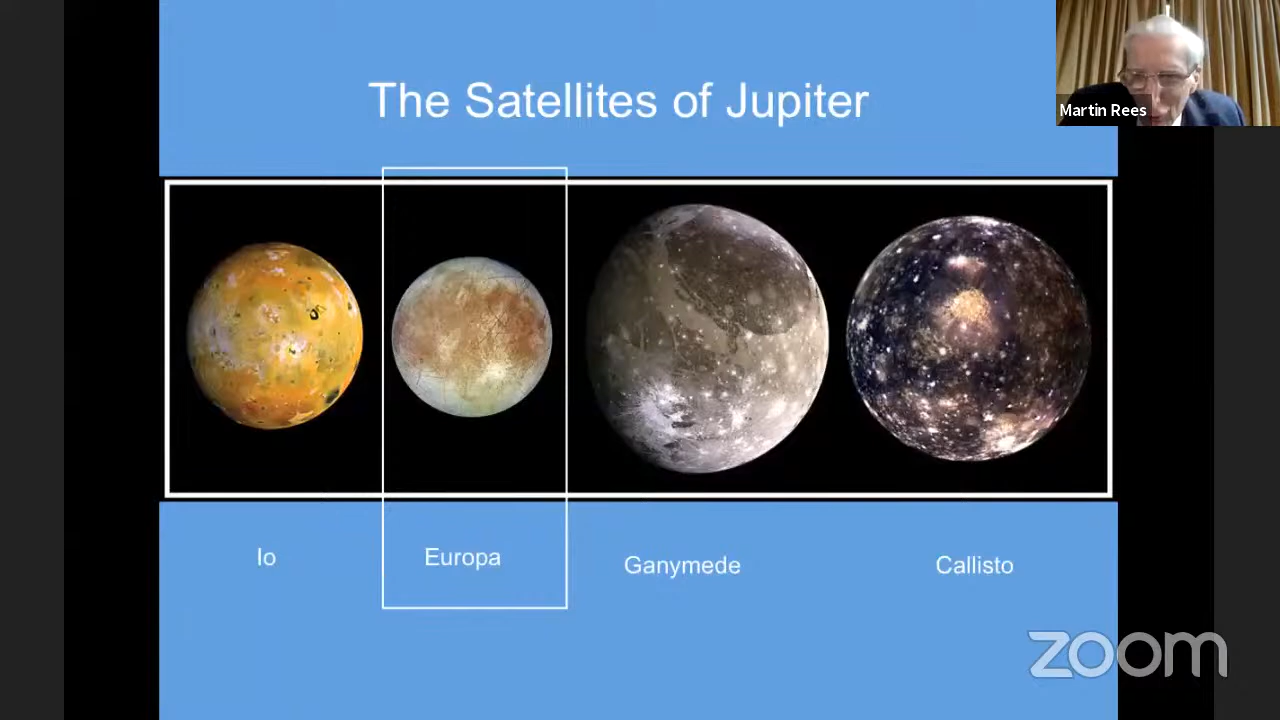 The Satellites of Jupiter
Martin Rees
Io
Europa
Ganymede
Callisto
zoom